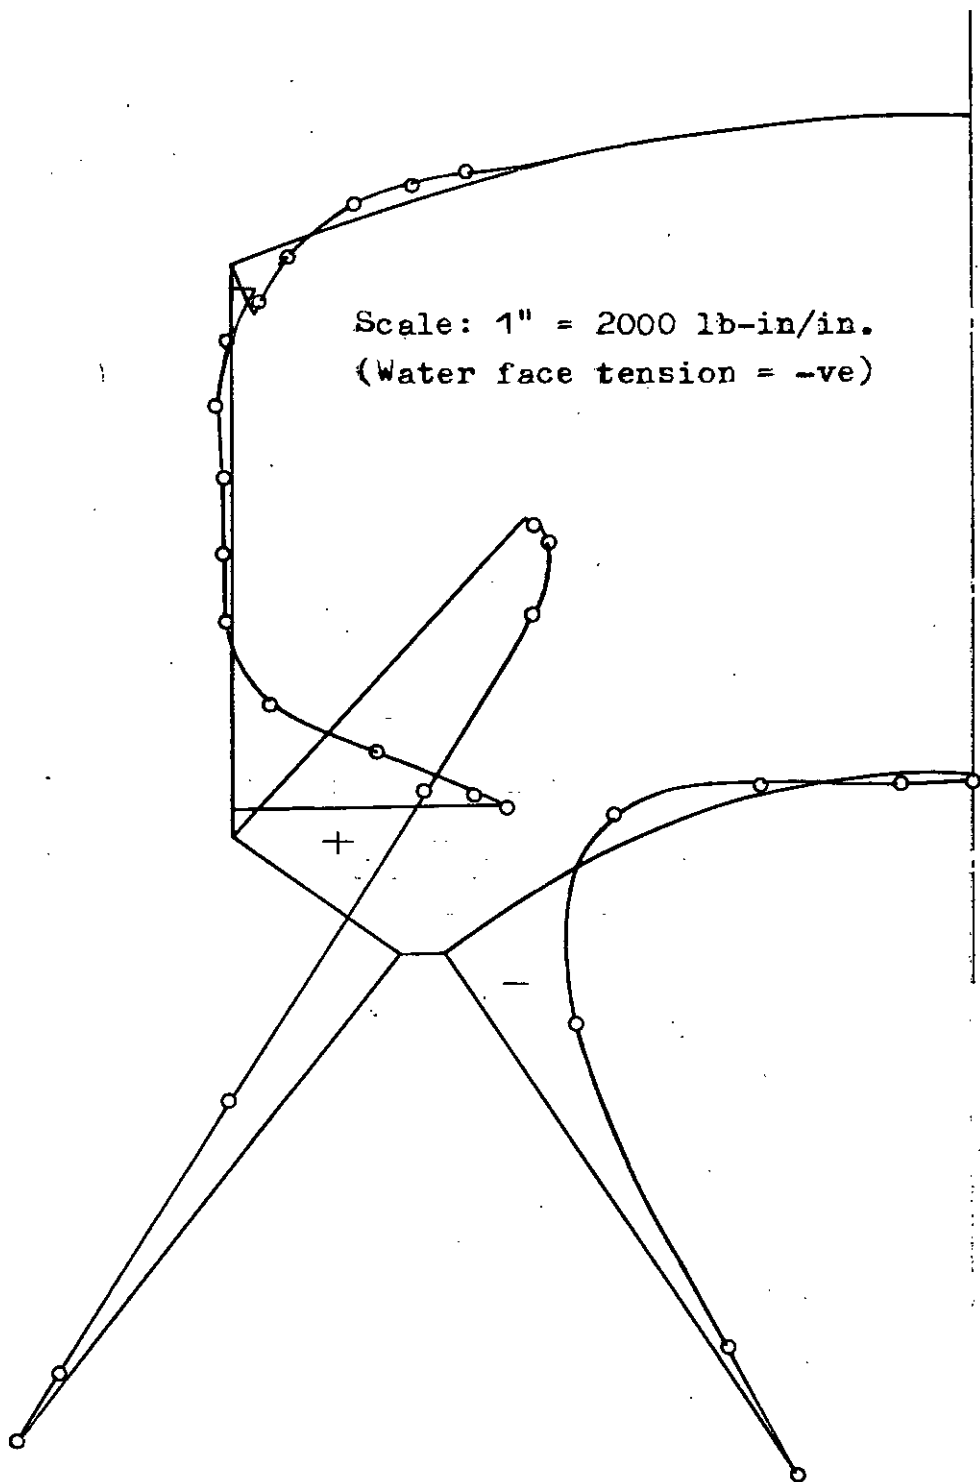 Scale: 1" = 2000 lb-in/in.
(Water face tension = -ve)
+
-